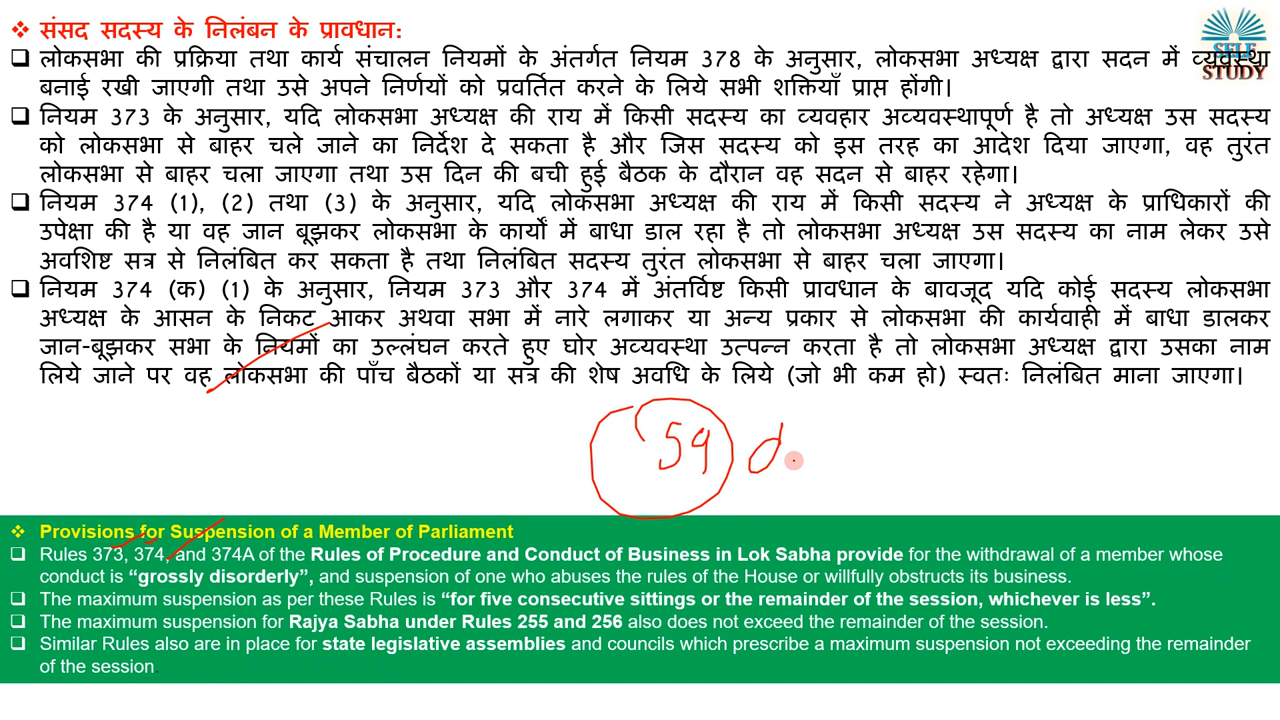 ❖ संसद सदस्य के निलंबन के प्रावधान:
❑ लोकसभा की प्रक्रिया तथा कार्य संचालन नियमों के अंतर्गत नियम 378 के अनुसार, लोकसभा अध्यक्ष द्वारा सदन में व्यवस्था
बनाई रखी जाएगी तथा उसे अपने निर्णयों को प्रवर्तित करने के लिये सभी शक्तियाँ प्राप्त होंगी।
SELF
STUDY
❑ नियम 373 के अनुसार, यदि लोकसभा अध्यक्ष की राय में किसी सदस्य का व्यवहार अव्यवस्थापूर्ण है तो अध्यक्ष उस सदस्य
को लोकसभा से बाहर चले जाने का निर्देश दे सकता है और जिस सदस्य को इस तरह का आदेश दिया जाएगा, वह तुरंत
लोकसभा से बाहर चला जाएगा तथा उस दिन की बची हुई बैठक के दौरान वह सदन से बाहर रहेगा।
❑ नियम 374 (1), (2) तथा (3) के अनुसार, यदि लोकसभा अध्यक्ष की राय में किसी सदस्य ने अध्यक्ष के प्राधिकारों की
उपेक्षा की है या वह जान बूझकर लोकसभा के कार्यों में बाधा डाल रहा है तो लोकसभा अध्यक्ष उस सदस्य का नाम लेकर उसे
अवशिष्ट सत्र से निलंबित कर सकता है तथा निलंबित सदस्य तुरंत लोकसभा से बाहर चला जाएगा।
❑ नियम 374 (क) (1) के अनुसार, नियम 373 और 374 में अंतर्विष्ट किसी प्रावधान के बावजूद यदि कोई सदस्य लोकसभा
अध्यक्ष के आसन के निकट आकर अथवा सभा में नारे लगाकर या अन्य प्रकार से लोकसभा की कार्यवाही में बाधा डालकर
जान-बूझकर सभा के नियमों का उल्लंघन करते हुए घोर अव्यवस्था उत्पन्न करता है तो लोकसभा अध्यक्ष द्वारा उसका नाम
लिये जाने पर वह लोकसभा की पाँच बैठकों या सत्र की शेष अवधि के लिये (जो भी कम हो) स्वतः निलंबित माना जाएगा।
59 d
❖ Provisions for Suspension of a Member of Parliament
❑ Rules 373, 374, and 374A of the Rules of Procedure and Conduct of Business in Lok Sabha provide for the withdrawal of a member whose
conduct is “grossly disorderly”, and suspension of one who abuses the rules of the House or willfully obstructs its business.
❑ The maximum suspension as per these Rules is “for five consecutive sittings or the remainder of the session, whichever is less”.
❑ The maximum suspension for Rajya Sabha under Rules 255 and 256 also does not exceed the remainder of the session.
❑ Similar Rules also are in place for state legislative assemblies and councils which prescribe a maximum suspension not exceeding the remainder
of the session.